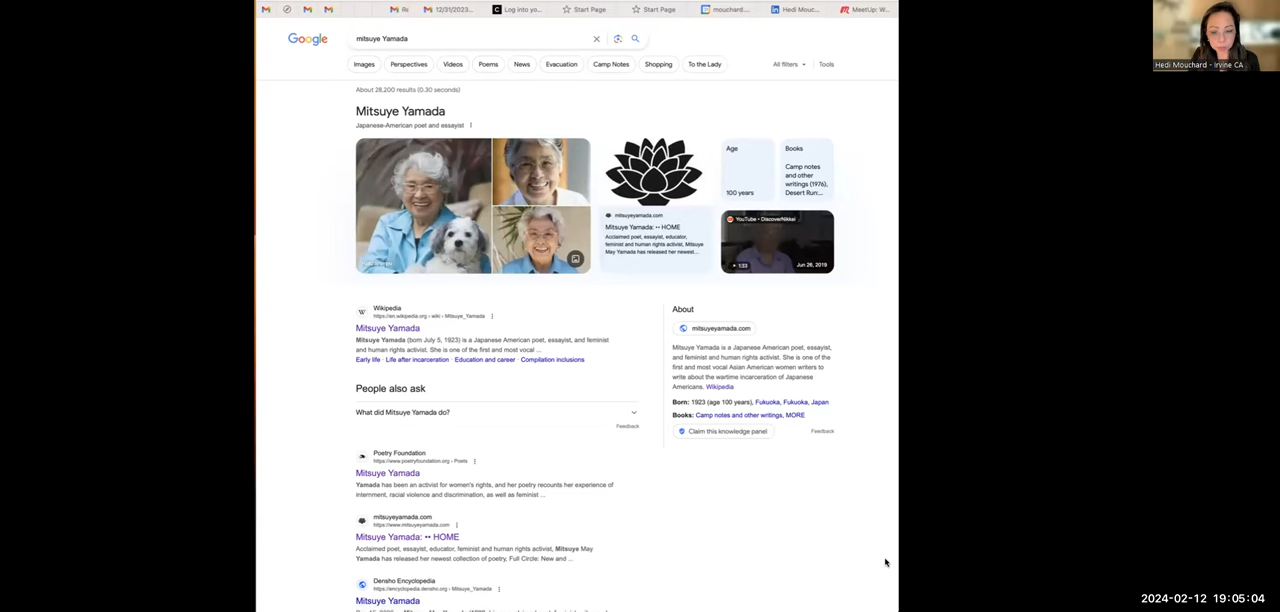 Re
12/31/2023...
Log into yo...
Start Page
Start Page
mouchard....
Hedi Mouc...
MeetUp: W...
Google
mitsuye Yamada
Images
Perspectives
Videos
Poems
News
Evacuation
Camp Notes
Shopping
To the Lady
All filters
Tools
About 28,200 results (0.30 seconds)
Mitsuye Yamada
Japanese-American poet and essayist
mitsuyeyamada.com
Mitsuye Yamada: •• HOME
Acclaimed poet, essayist, educator,
feminist and human rights activist, Mitsuye
May Yamada has released her newest...
Age
100 years
Books
Camp notes
and other
writings (1976),
Desert Run:...
YouTube • DiscoverNikkei
1:33
Jun 26, 2019
Wikipedia
https://en.wikipedia.org › wiki › Mitsuye_Yamada
Mitsuye Yamada
Mitsuye Yamada (born July 5, 1923) is a Japanese American poet, essayist, and feminist
and human rights activist. She is one of the first and most vocal ...
Early life · Life after incarceration · Education and career · Compilation inclusions
People also ask
What did Mitsuye Yamada do?
Feedback
Poetry Foundation
https://www.poetryfoundation.org › Poets
Mitsuye Yamada
Yamada has been an activist for women's rights, and her poetry recounts her experience of
internment, racial violence and discrimination, as well as feminist ...
mitsuyeyamada.com
https://www.mitsuyeyamada.com
Mitsuye Yamada: •• HOME
Acclaimed poet, essayist, educator, feminist and human rights activist, Mitsuye May
Yamada has released her newest collection of poetry, Full Circle: New and ...
Densho Encyclopedia
https://encyclopedia.densho.org › Mitsuye_Yamada
Mitsuye Yamada
About
mitsuyeyamada.com
Mitsuye Yamada is a Japanese American poet, essayist,
and feminist and human rights activist. She is one of the
first and most vocal Asian American women writers to
write about the wartime incarceration of Japanese
Americans. Wikipedia
Born: 1923 (age 100 years), Fukuoka, Fukuoka, Japan
Books: Camp notes and other writings, MORE
Claim this knowledge panel
Feedback
Hedi Mouchard - Irvine CA
2024-02-12 19:05:04